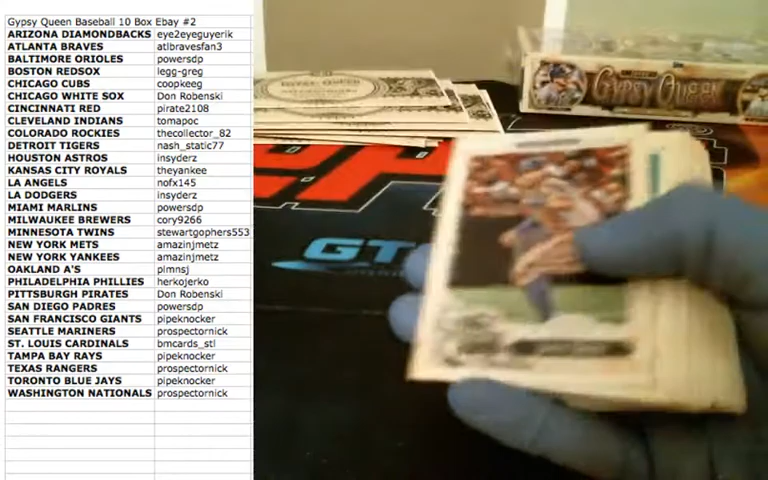 Gypsy Queen Baseball 10 Box Ebay #2
ARIZONA DIAMONDBACKS eye2eyeguyerik
ATLANTA BRAVES atlbravesfan3
BALTIMORE ORIOLES powersdp
BOSTON REDSOX legg-greg
CHICAGO CUBS coopkeeg
CHICAGO WHITE SOX Don Robenski
CINCINNATI RED pirate2108
CLEVELAND INDIANS tomapoc
COLORADO ROCKIES thecollector_82
DETROIT TIGERS nash_static77
HOUSTON ASTROS insyderz
KANSAS CITY ROYALS theyankee
LA ANGELS nofx145
LA DODGERS insyderz
MIAMI MARLINS powersdp
MILWAUKEE BREWERS cory9266
MINNESOTA TWINS stewartgophers553
NEW YORK METS amazinjmetz
NEW YORK YANKEES amazinjmetz
OAKLAND A'S plmnsj
PHILADELPHIA PHILLIES herkojerko
PITTSBURGH PIRATES Don Robenski
SAN DIEGO PADRES powersdp
SAN FRANCISCO GIANTS pipeknocker
SEATTLE MARINERS prospectornick
ST. LOUIS CARDINALS bmcards_stl
TAMPA BAY RAYS pipeknocker
TEXAS RANGERS prospectornick
TORONTO BLUE JAYS pipeknocker
WASHINGTON NATIONALS prospectornick
Gypsy Queen
GT